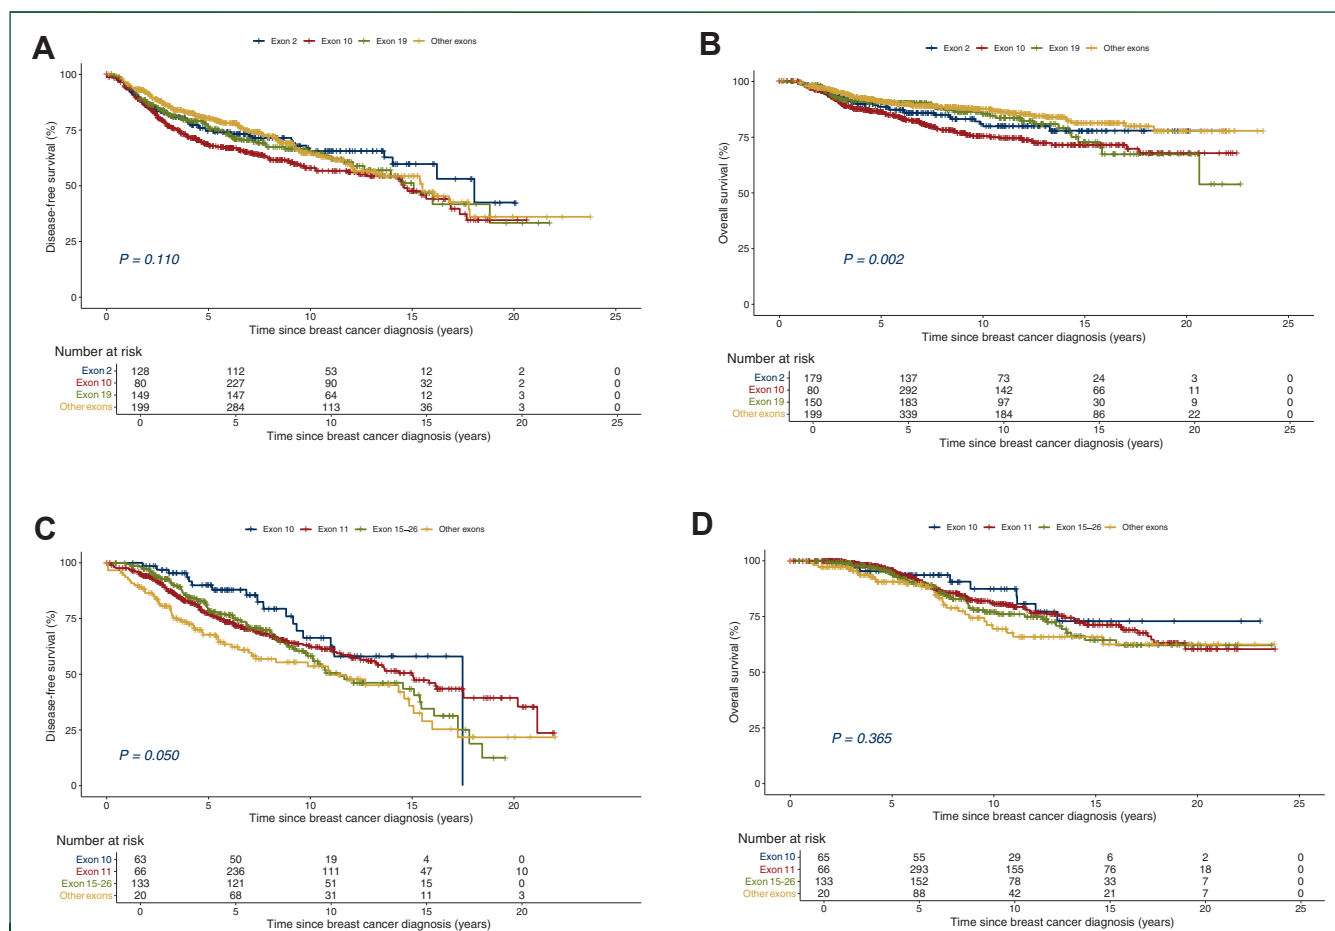 A
Exon 2 Exon 10 Exon 19 Other exons
Disease-free survival (%)
100
75
50
25
0
P = 0.110
0 5 10 15 20 25
Time since breast cancer diagnosis (years)
Number at risk
Exon 2 128 112 53 12 2 0
Exon 10 80 227 90 32 2 0
Exon 19 149 147 64 12 3 0
Other exons 199 284 113 36 3 0
0 5 10 15 20 25
Time since breast cancer diagnosis (years)
B
Exon 2 Exon 10 Exon 19 Other exons
Overall survival (%)
100
75
50
25
0
P = 0.002
0 5 10 15 20 25
Time since breast cancer diagnosis (years)
Number at risk
Exon 2 179 137 73 24 3 0
Exon 10 80 292 142 66 11 0
Exon 19 150 183 97 30 9 0
Other exons 199 339 184 86 22 0
0 5 10 15 20 25
Time since breast cancer diagnosis (years)
C
Exon 10 Exon 11 Exon 15–26 Other exons
Disease-free survival (%)
100
75
50
25
0
P = 0.050
0 5 10 15 20
Time since breast cancer diagnosis (years)
Number at risk
Exon 10 63 50 19 4 0
Exon 11 66 236 111 47 10
Exon 15-26 133 121 51 15 0
Other exons 20 68 31 11 3
0 5 10 15 20
Time since breast cancer diagnosis (years)
D
Exon 10 Exon 11 Exon 15–26 Other exons
Overall survival (%)
100
75
50
25
0
P = 0.365
0 5 10 15 20 25
Time since breast cancer diagnosis (years)
Number at risk
Exon 10 65 55 29 6 2 0
Exon 11 66 293 155 76 18 0
Exon 15-26 133 152 78 33 7 0
Other exons 20 88 42 21 7 0
0 5 10 15 20 25
Time since breast cancer diagnosis (years)